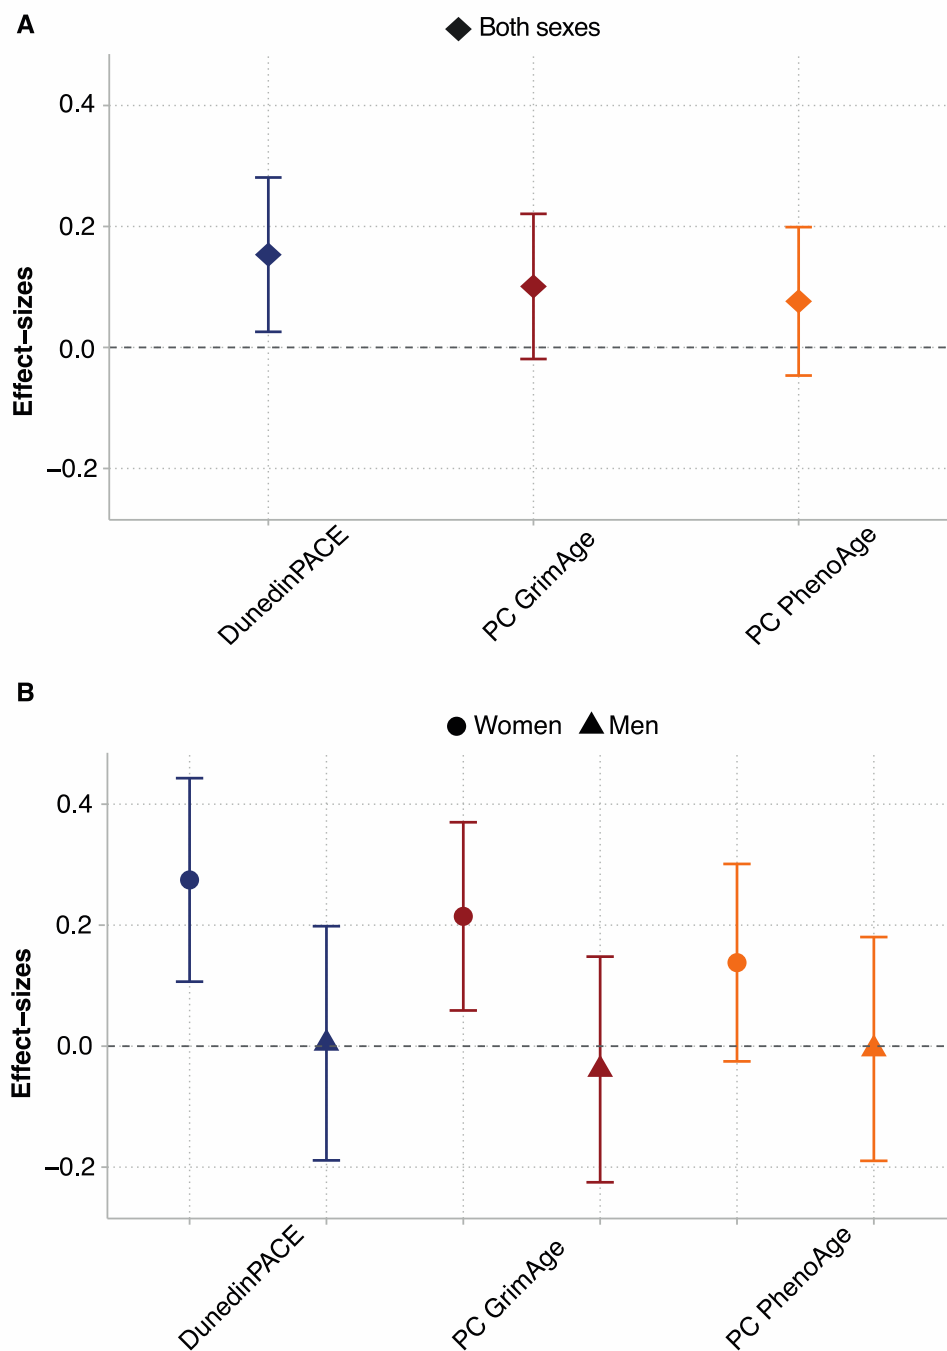 A
Both sexes
0.4
0.2
0.0
−0.2
Effect−sizes
DunedinPACE
PC GrimAge
PC PhenoAge
B
Women Men
0.4
0.2
0.0
−0.2
Effect−sizes
DunedinPACE
PC GrimAge
PC PhenoAge